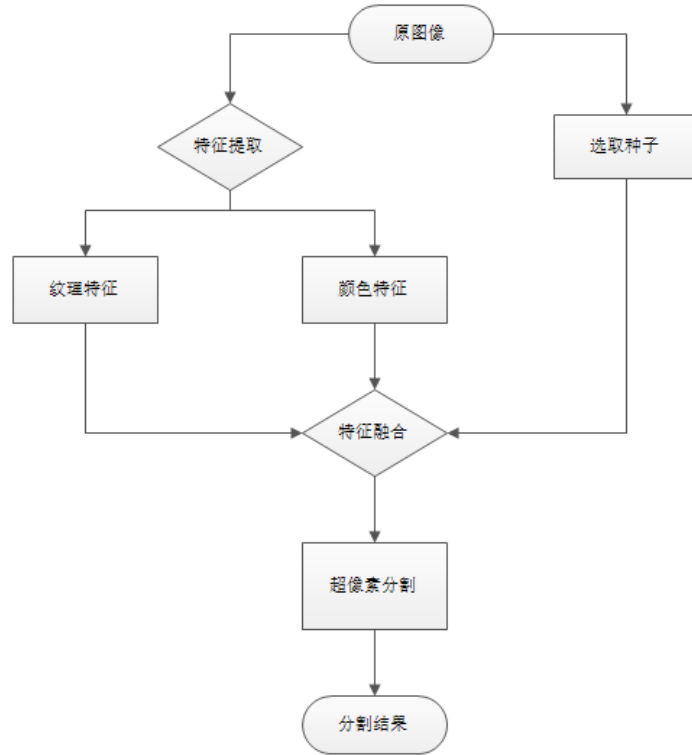 原图像
特征提取
选取种子
纹理特征
颜色特征
特征融合
超像素分割
分割结果